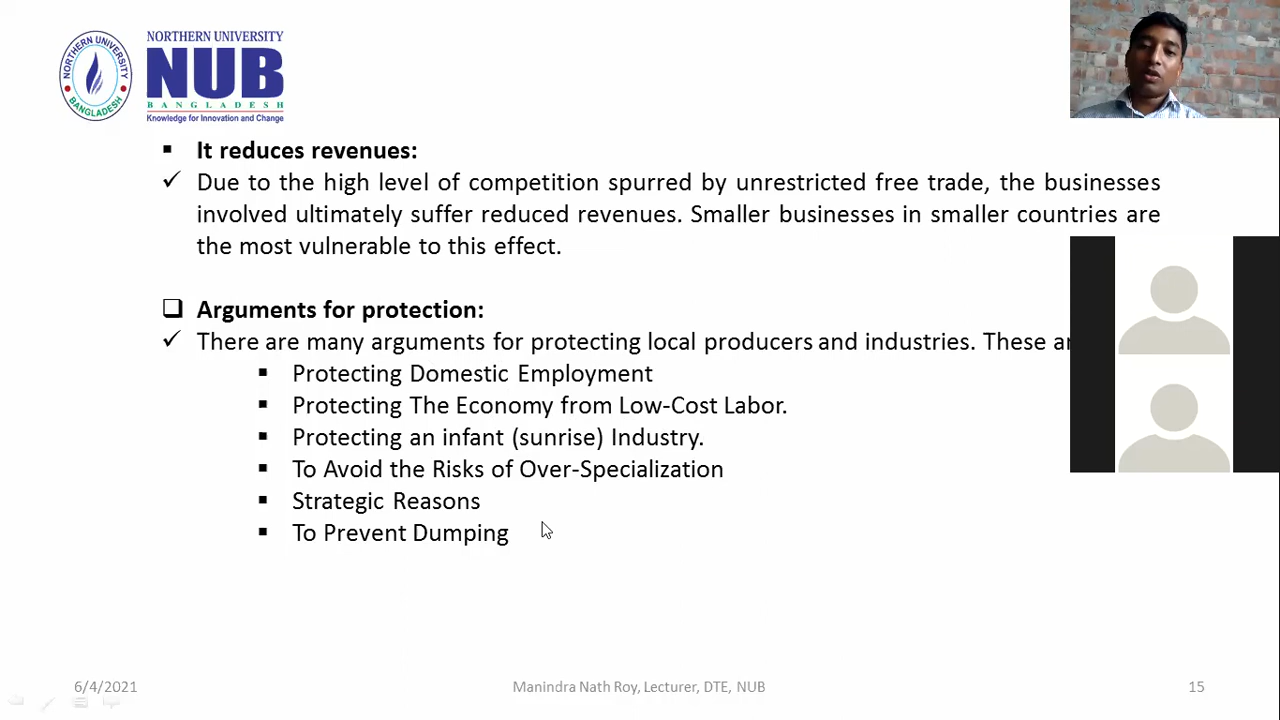 NORTHERN UNIVERSITY
NUB
BANGLADESH
Knowledge for Innovation and Change
NORTHERN UNIVERSITY
BANGLADESH
▪ It reduces revenues:
✓ Due to the high level of competition spurred by unrestricted free trade, the businesses
involved ultimately suffer reduced revenues. Smaller businesses in smaller countries are
the most vulnerable to this effect.
❑ Arguments for protection:
✓ There are many arguments for protecting local producers and industries. These
▪ Protecting Domestic Employment
▪ Protecting The Economy from Low-Cost Labor.
▪ Protecting an infant (sunrise) Industry.
▪ To Avoid the Risks of Over-Specialization
▪ Strategic Reasons
▪ To Prevent Dumping
6/4/2021
Manindra Nath Roy, Lecturer, DTE, NUB
15